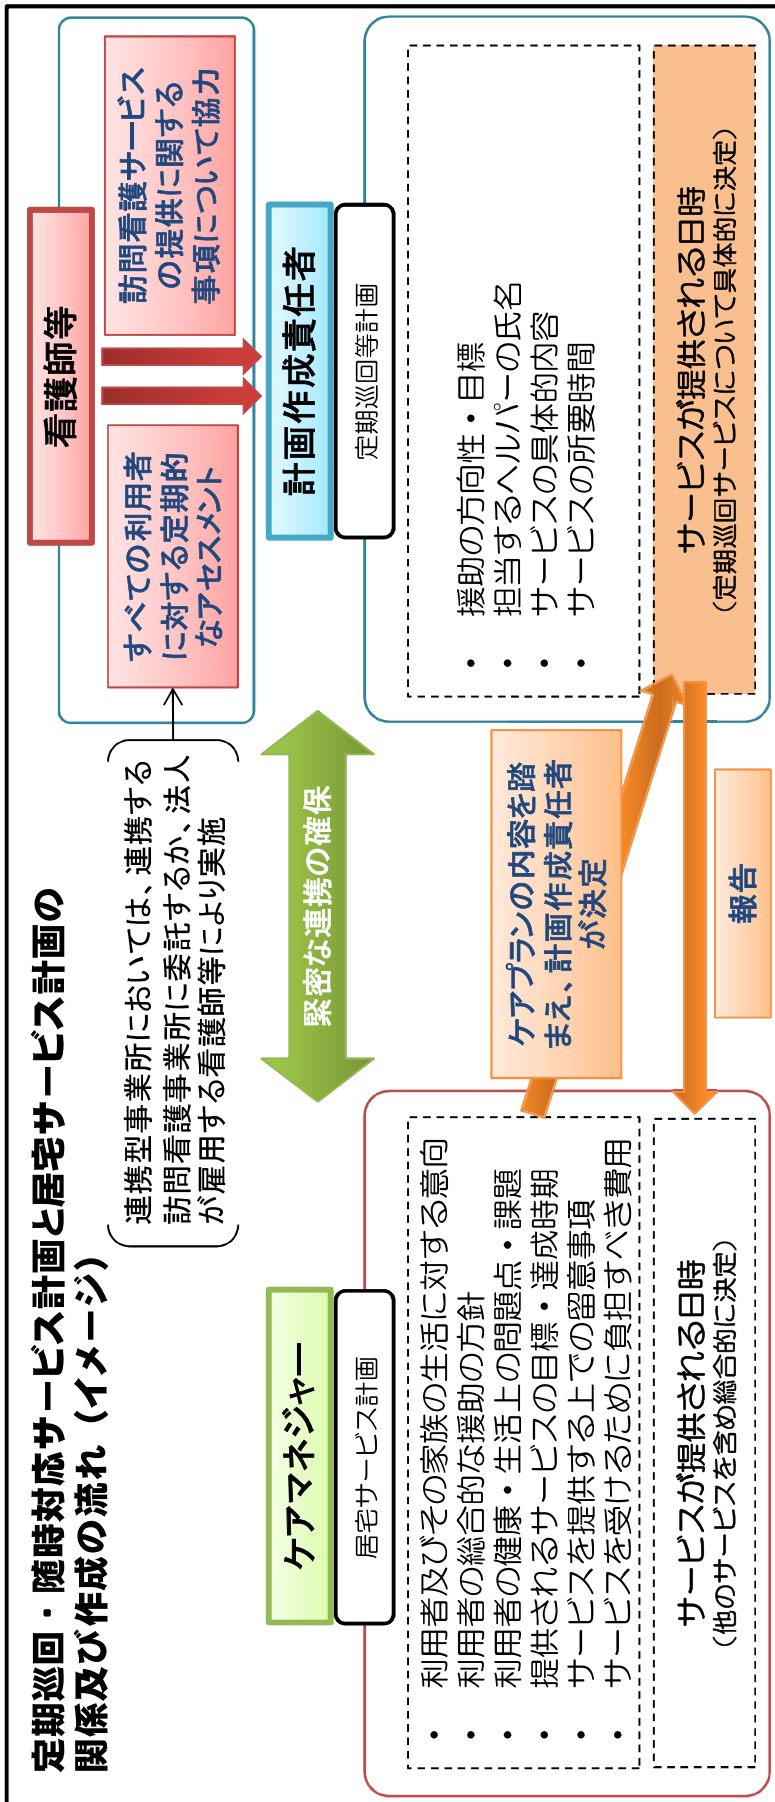 定期巡回・随時対応サービス計画と居宅サービス計画の
関係及び作成の流れ（イメージ）
連携型事業所においては、連携する
訪問看護事業所に委託するか、法人
が雇用する看護師等により実施
看護師等
すべての利用者
に対する定期的
なアセスメント
訪問看護サービス
の提供に関する
事項について協力
ケアマネジャー
居宅サービス計画
・ 利用者及びその家族の生活に対する意向
・ 利用者の総合的な援助の方針
・ 利用者の健康・生活上の問題点・課題
・ 提供されるサービスの目標・達成時期
・ サービスを提供する上での留意事項
・ サービスを受けるために負担すべき費用
サービスが提供される日時
（他のサービスを含め総合的に決定）
緊密な連携の確保
ケアプランの内容を踏
まえ、計画作成責任者
が決定
報告
計画作成責任者
定期巡回等計画
・ 援助の方向性・目標
・ 担当するヘルパーの氏名
・ サービスの具体的内容
・ サービスの所要時間
サービスが提供される日時
（定期巡回サービスについて具体的に決定）